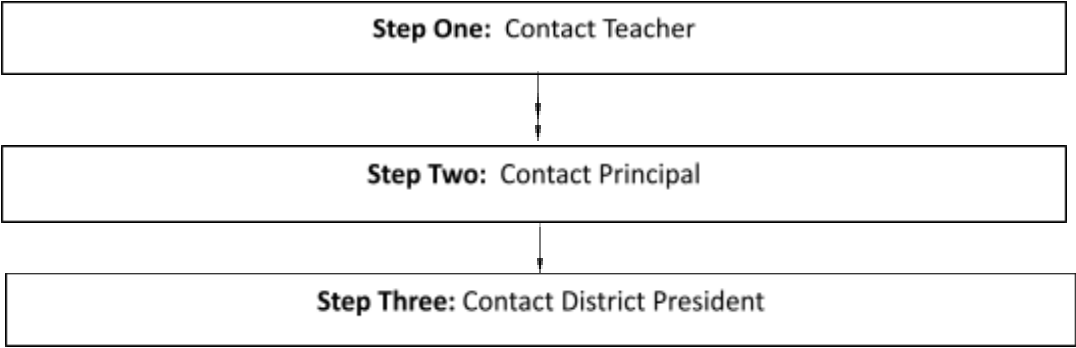 Step One: Contact Teacher
Step Two: Contact Principal
Step Three: Contact District President